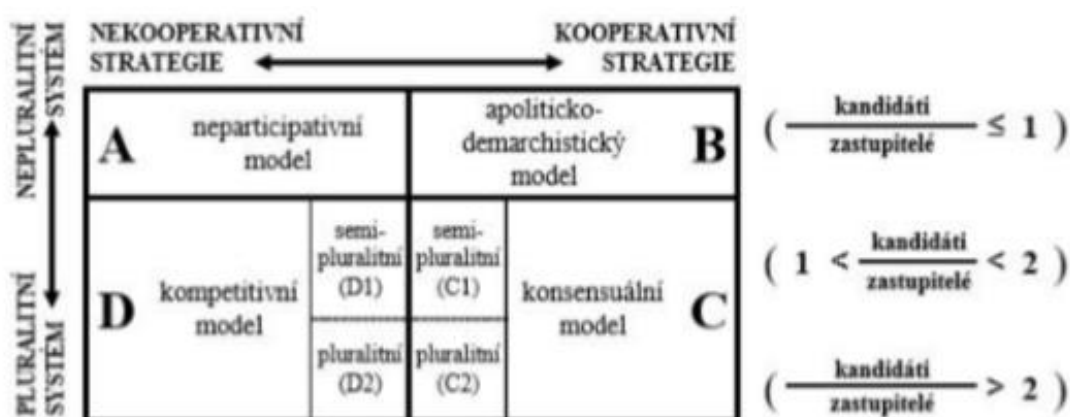 NEKOOPERATIVNÍ
STRATEGIE
KOOPERATIVNÍ
STRATEGIE
NEPLURALITNÍ
SYSTÉM
PLURALITNÍ
SYSTÉM
A
neparticipativní
model
apoliticko-
demarchistický
model
B
D
kompetitivní
model
semi-
pluralitní
(D1)
semi-
pluralitní
(C1)
pluralitní
(D2)
pluralitní
(C2)
konsensuální
model
C
( kandidáti
zastupitelé ≤ 1 )
( 1 < kandidáti
zastupitelé < 2 )
( kandidáti
zastupitelé > 2 )